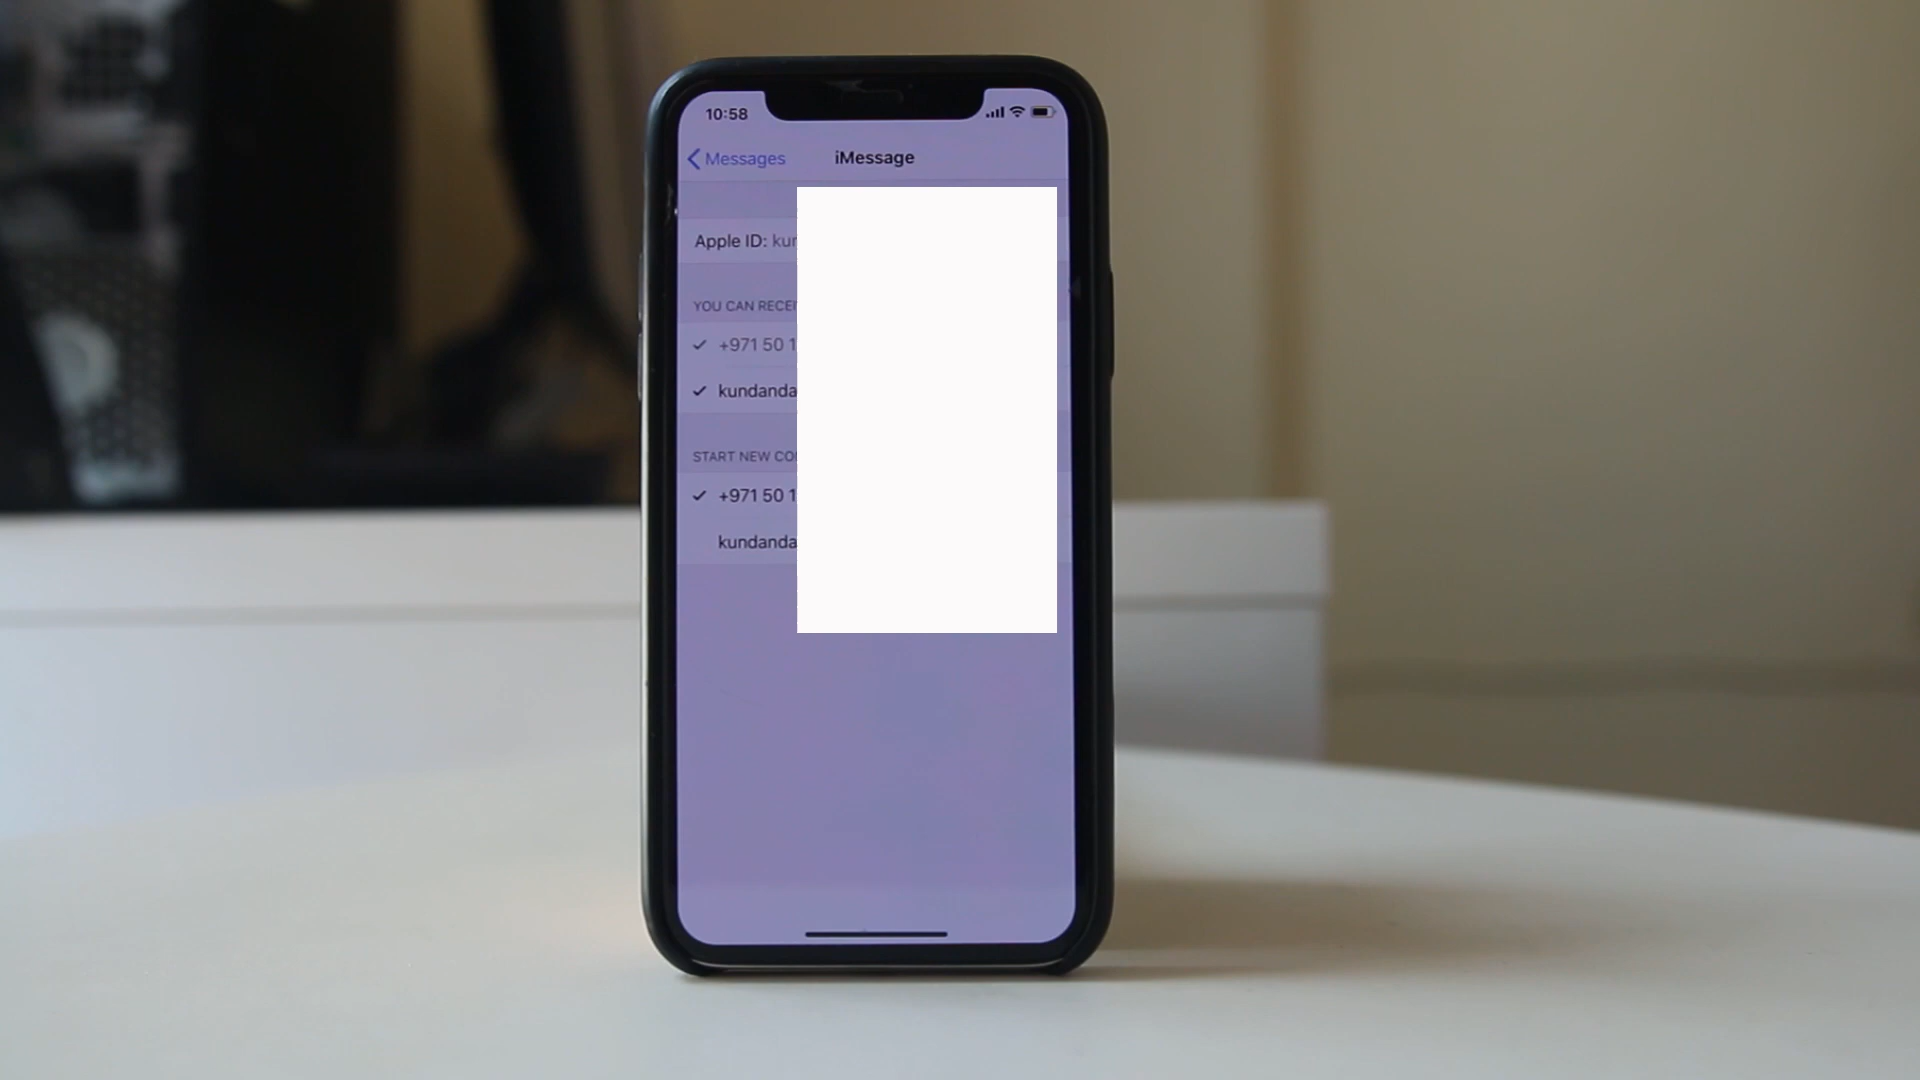 10:58
Messages iMessage
Apple ID: kun
YOU CAN RECEI
+971 50 1
kundanda
START NEW CO
+971 50 1
kundanda